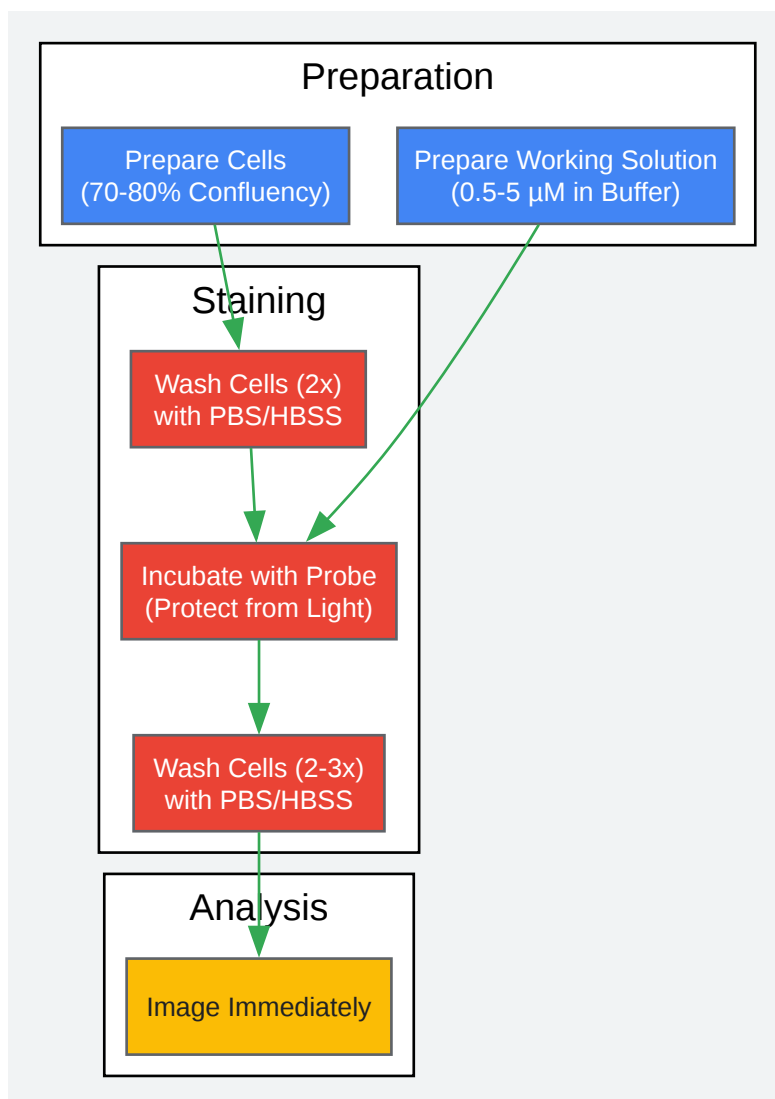 Preparation
Prepare Cells
(70-80% Confluency)
Prepare Working Solution
(0.5-5 µM in Buffer)
Staining
Wash Cells (2x)
with PBS/HBSS
Incubate with Probe
(Protect from Light)
Wash Cells (2-3x)
with PBS/HBSS
Analysis
Image Immediately